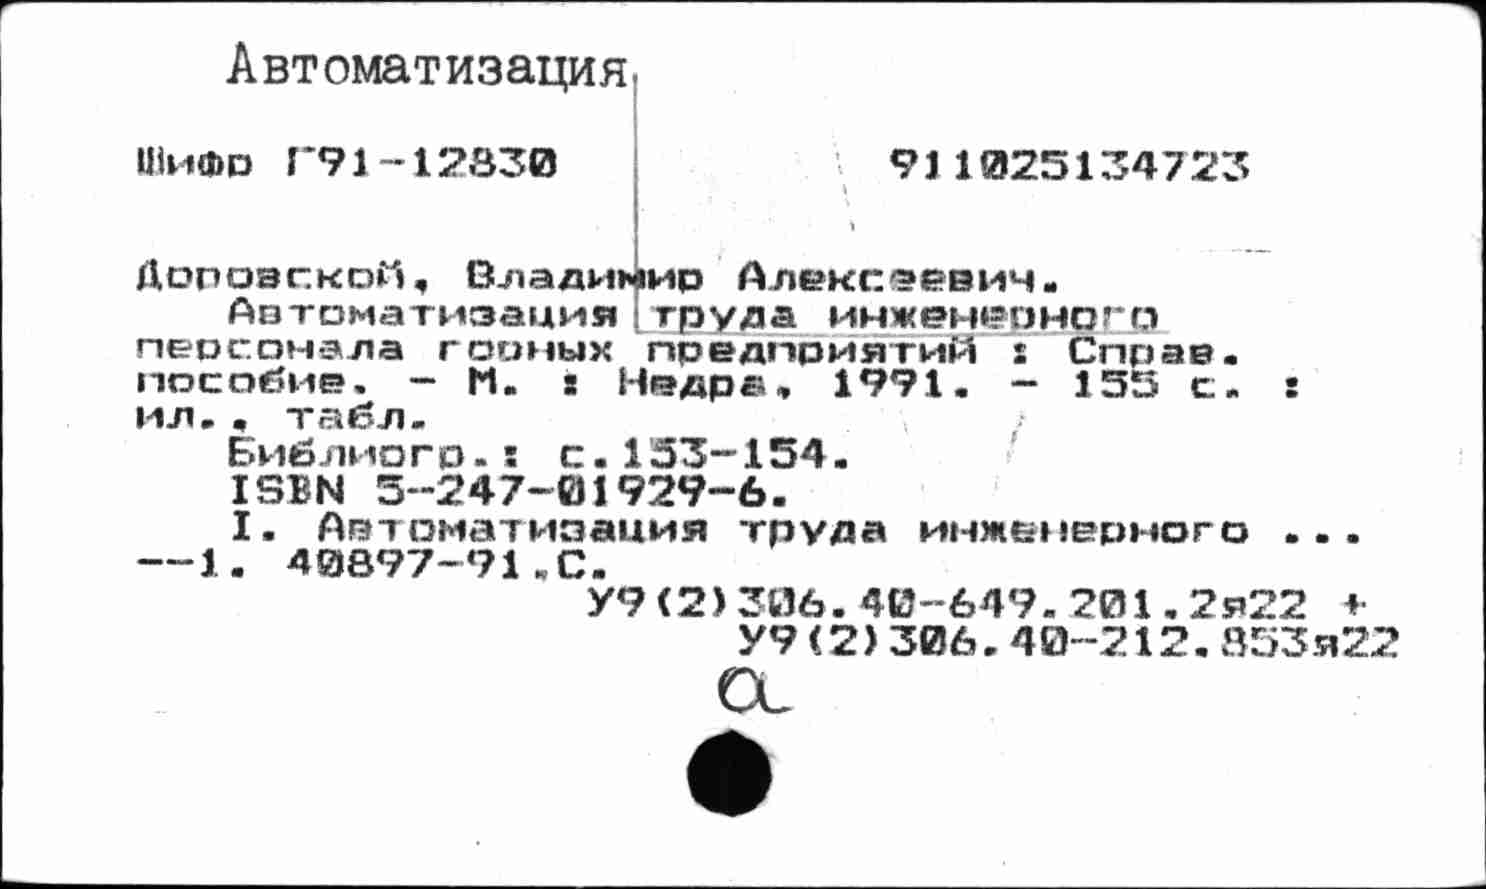 Автоматизация
Шифр Г91-12830 911025134723
Доровской, Владимир Алексеевич.
Автоматизация труда инженерного
персонала горных предприятий : Справ.
пособие. - М. : Недра, 1991. - 155 с. :
ил., табл.
Библиогр.: с.153-154.
ISBN 5-247-01929-6.
I. Автоматизация труда инженерного ...
--1. 40897-91.С.
У9(2)306.40-649.201.2я22 +
У9(2)306.40-212.853я22
а